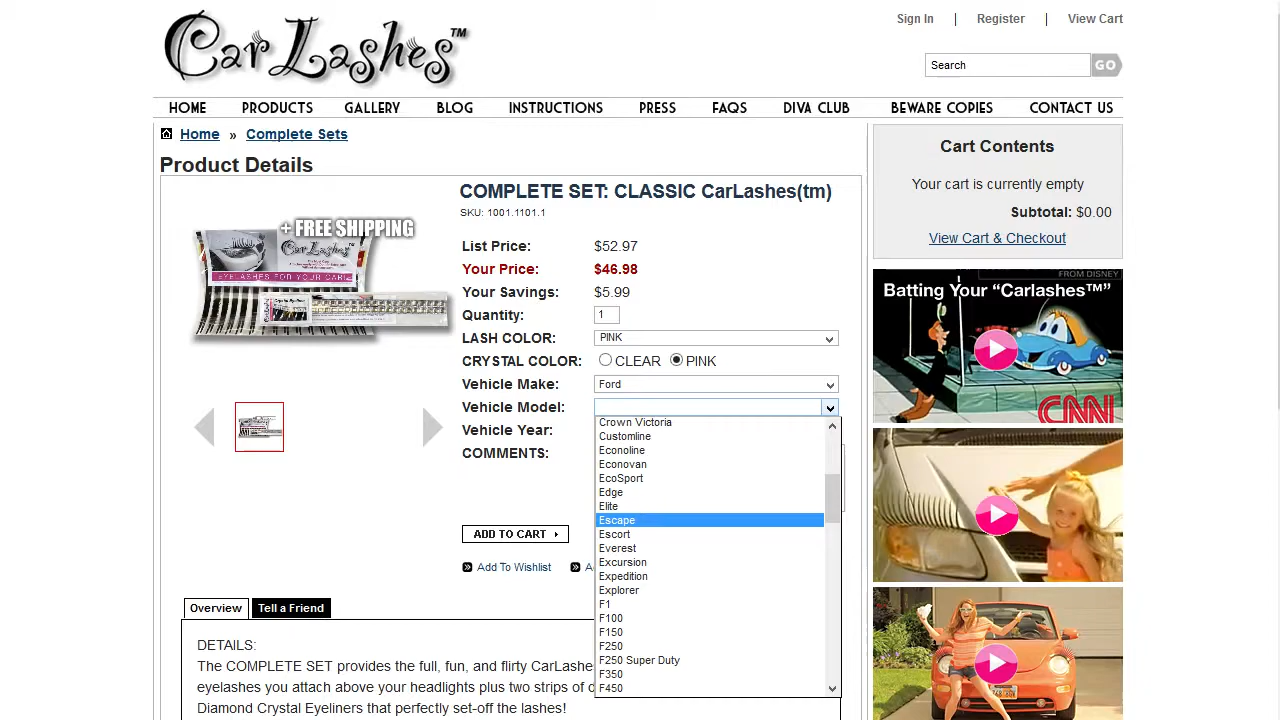 Car Lashes™
Sign In | Register | View Cart
Search GO
HOME PRODUCTS GALLERY BLOG INSTRUCTIONS PRESS FAQS DIVA CLUB BEWARE COPIES CONTACT US
Home » Complete Sets
Product Details
+ FREE SHIPPING
CarLashes
EYELASHES FOR YOUR CAR
COMPLETE SET: CLASSIC CarLashes(tm)
SKU: 1001.1101.1
List Price: $52.97
Your Price: $46.98
Your Savings: $5.99
Quantity: 1
LASH COLOR: PINK
CRYSTAL COLOR: CLEAR PINK
Vehicle Make: Ford
Vehicle Model:
Vehicle Year:
COMMENTS:
Crown Victoria
Customline
Econoline
Econovan
EcoSport
Edge
Elite
Escape
Escort
Everest
Excursion
Expedition
Explorer
F1
F100
F150
F250
F250 Super Duty
F350
F450
ADD TO CART
Add To Wishlist A
Overview Tell a Friend
DETAILS:
The COMPLETE SET provides the full, fun, and flirty CarLashe
eyelashes you attach above your headlights plus two strips of d
Diamond Crystal Eyeliners that perfectly set-off the lashes!
Cart Contents
Your cart is currently empty
Subtotal: $0.00
View Cart & Checkout
FROM DISNEY
Batting Your “Carlashes™”
CNN